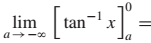 lim_{a→−∞} [tan⁻¹ x]_a^0 =